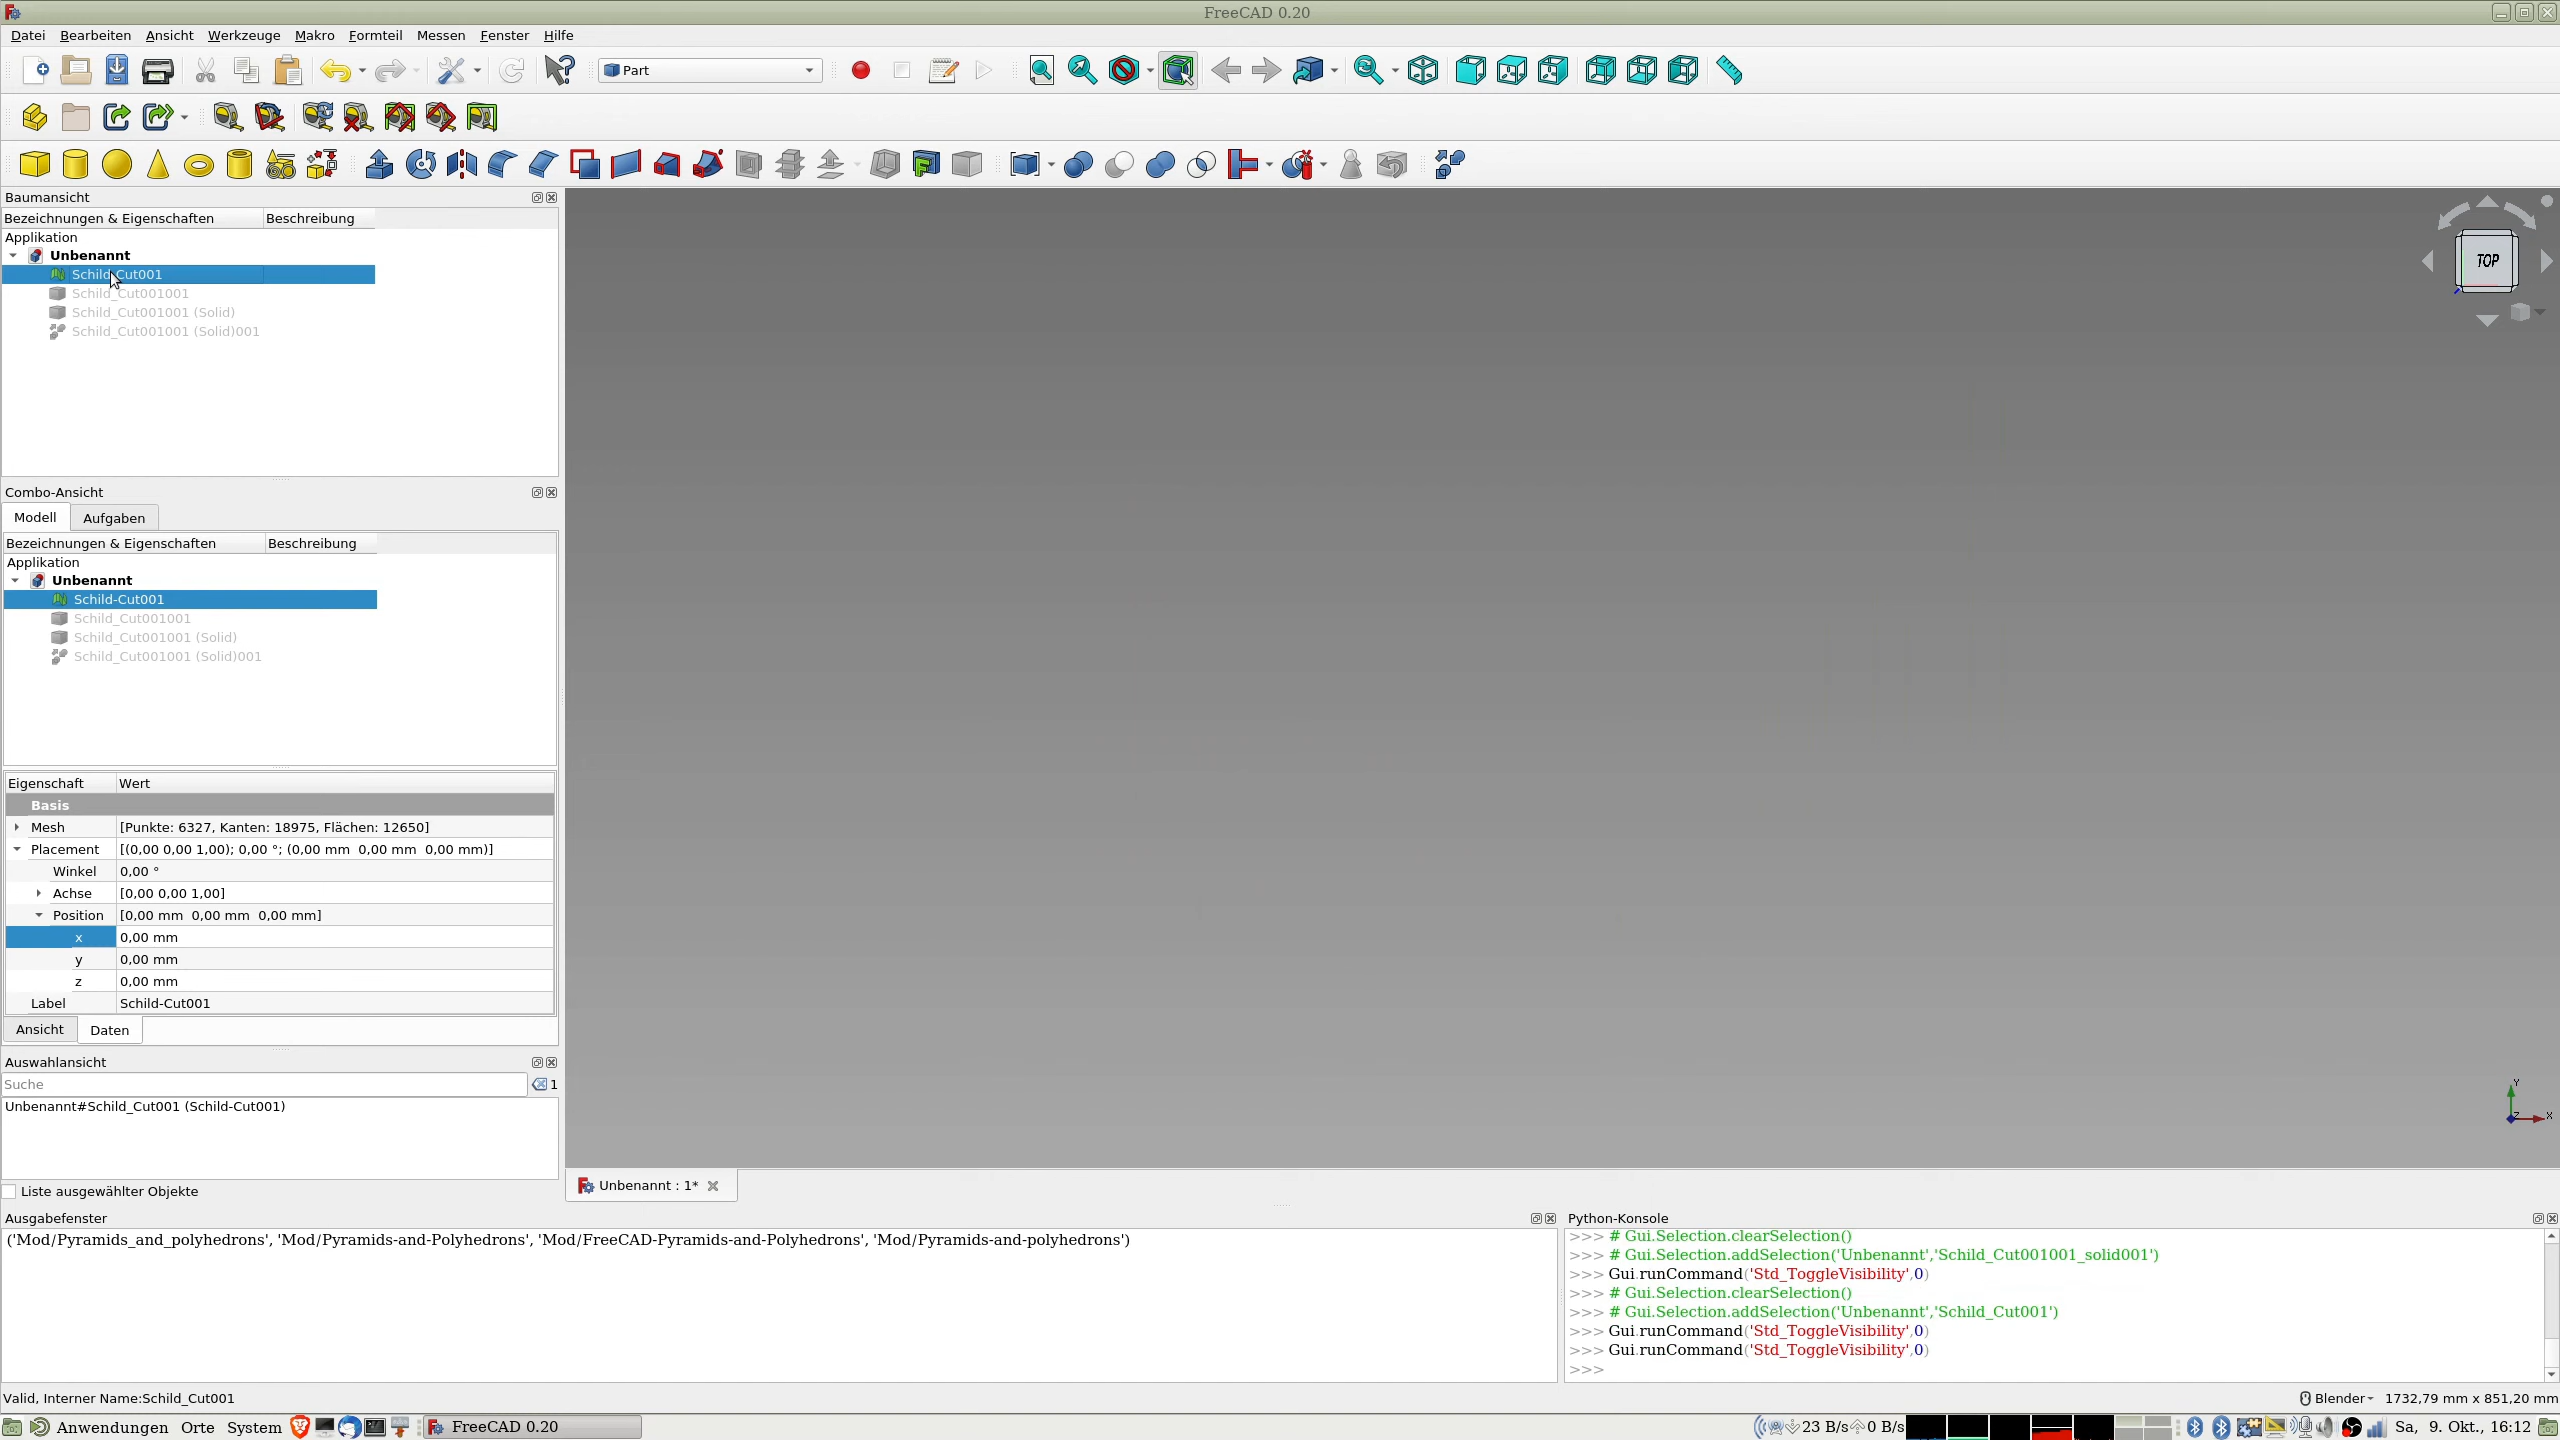 FreeCAD 0.20
Datei Bearbeiten Ansicht Werkzeuge Makro Formteil Messen Fenster Hilfe
Part
Baumansicht
Bezeichnungen & Eigenschaften Beschreibung
Applikation
Unbenannt
Schild-Cut001
Schild_Cut001001
Schild_Cut001001 (Solid)
Schild_Cut001001 (Solid)001
Combo-Ansicht
Modell Aufgaben
Bezeichnungen & Eigenschaften Beschreibung
Applikation
Unbenannt
Schild-Cut001
Schild_Cut001001
Schild_Cut001001 (Solid)
Schild_Cut001001 (Solid)001
Eigenschaft Wert
Basis
Mesh [Punkte: 6327, Kanten: 18975, Flächen: 12650]
Placement [(0,00 0,00 1,00); 0,00 °; (0,00 mm 0,00 mm 0,00 mm)]
Winkel 0,00 °
Achse [0,00 0,00 1,00]
Position [0,00 mm 0,00 mm 0,00 mm]
x 0,00 mm
y 0,00 mm
z 0,00 mm
Label Schild-Cut001
Ansicht Daten
Auswahlansicht
Suche 1
Unbenannt#Schild_Cut001 (Schild-Cut001)
Liste ausgewählter Objekte
TOP
Y
Z
X
Unbenannt : 1*
Ausgabefenster
('Mod/Pyramids_and_polyhedrons', 'Mod/Pyramids-and-Polyhedrons', 'Mod/FreeCAD-Pyramids-and-Polyhedrons', 'Mod/Pyramids-and-polyhedrons')
Python-Konsole
>>> # Gui.Selection.clearSelection()
>>> # Gui.Selection.addSelection('Unbenannt','Schild_Cut001001_solid001')
>>> Gui.runCommand('Std_ToggleVisibility',0)
>>> # Gui.Selection.clearSelection()
>>> # Gui.Selection.addSelection('Unbenannt','Schild_Cut001')
>>> Gui.runCommand('Std_ToggleVisibility',0)
>>> Gui.runCommand('Std_ToggleVisibility',0)
>>>
Valid, Interner Name:Schild_Cut001
Blender 1732,79 mm x 851,20 mm
Anwendungen Orte System FreeCAD 0.20 23 B/s 0 B/s Sa, 9. Okt., 16:12